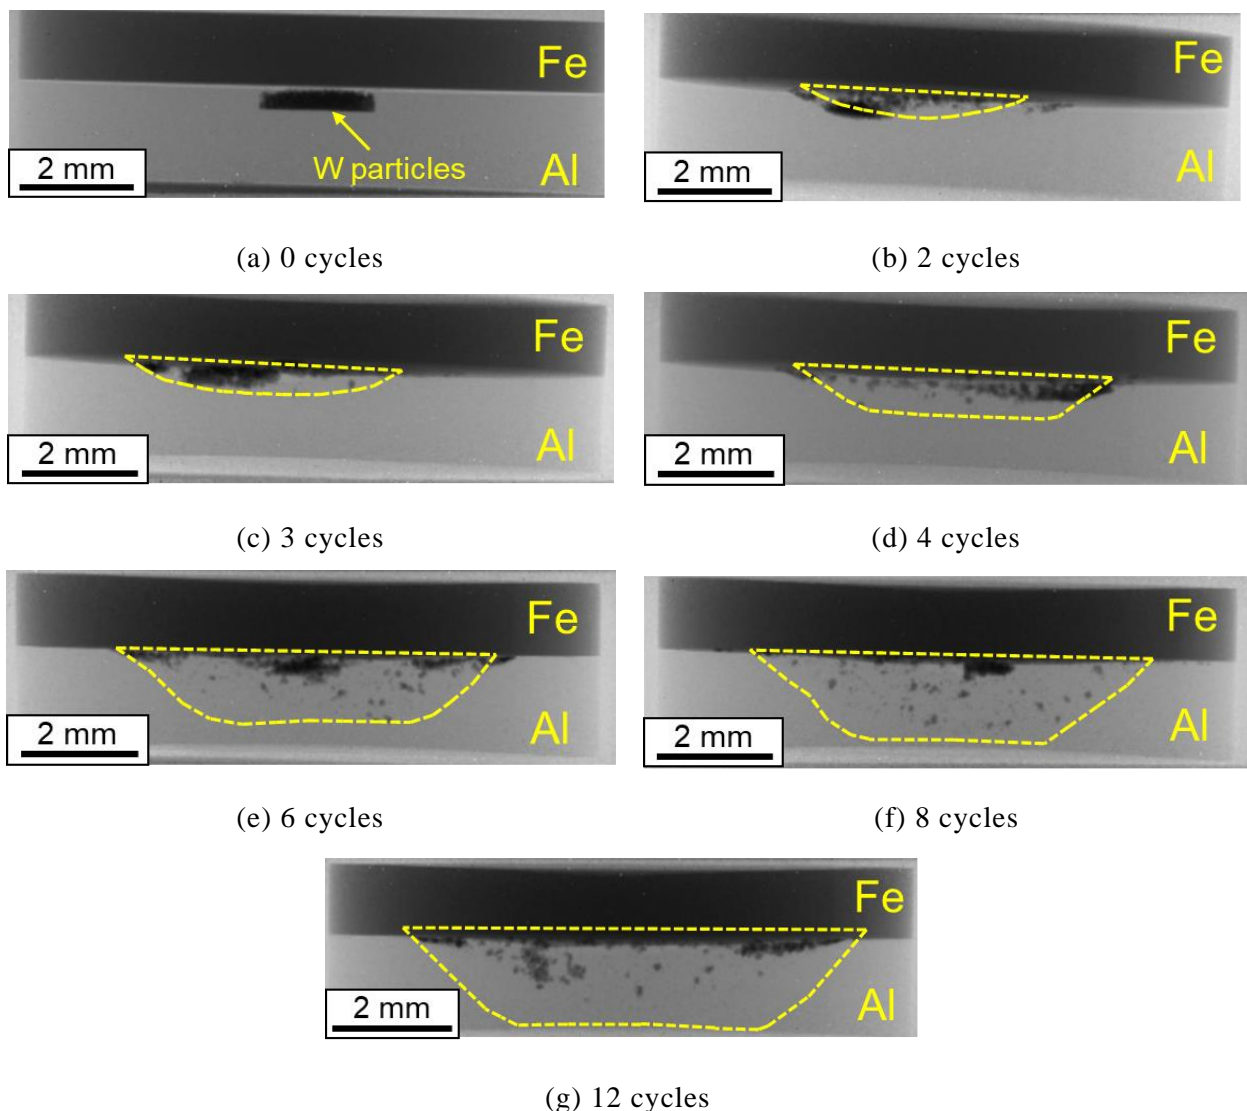 Fe
W particles
2 mm
Al
(a) 0 cycles
Fe
2 mm
Al
(b) 2 cycles
Fe
2 mm
Al
(c) 3 cycles
Fe
2 mm
Al
(d) 4 cycles
Fe
2 mm
Al
(e) 6 cycles
Fe
2 mm
Al
(f) 8 cycles
Fe
2 mm
Al
(g) 12 cycles